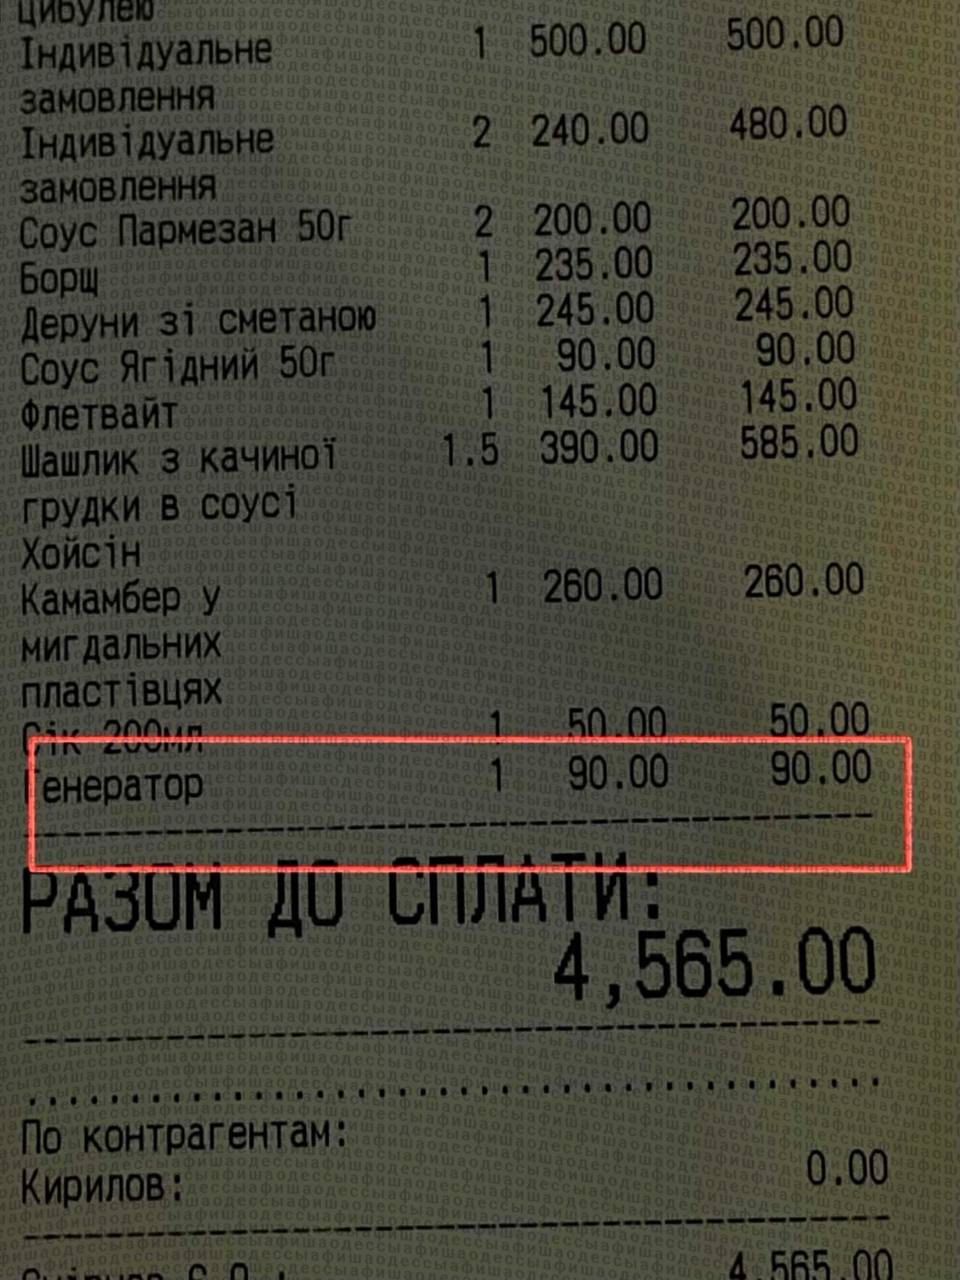 цибулею
Індивідуальне 1 500.00 500.00
замовлення
Індивідуальне 2 240.00 480.00
замовлення
Соус Пармезан 50г 2 200.00 200.00
Борщ 1 235.00 235.00
Деруни зі сметаною 1 245.00 245.00
Соус Ягідний 50г 1 90.00 90.00
Флетвайт 1 145.00 145.00
Шашлик з качиної 1.5 390.00 585.00
грудки в соусі
Хойсін
Камамбер у 1 260.00 260.00
мигдальних
пластівцях
Сік 200мл 1 50.00 50.00
Генератор 1 90.00 90.00
РАЗОМ ДО СПЛАТИ:
4,565.00
По контрагентам:
Кирилов: 0.00
4,565.00